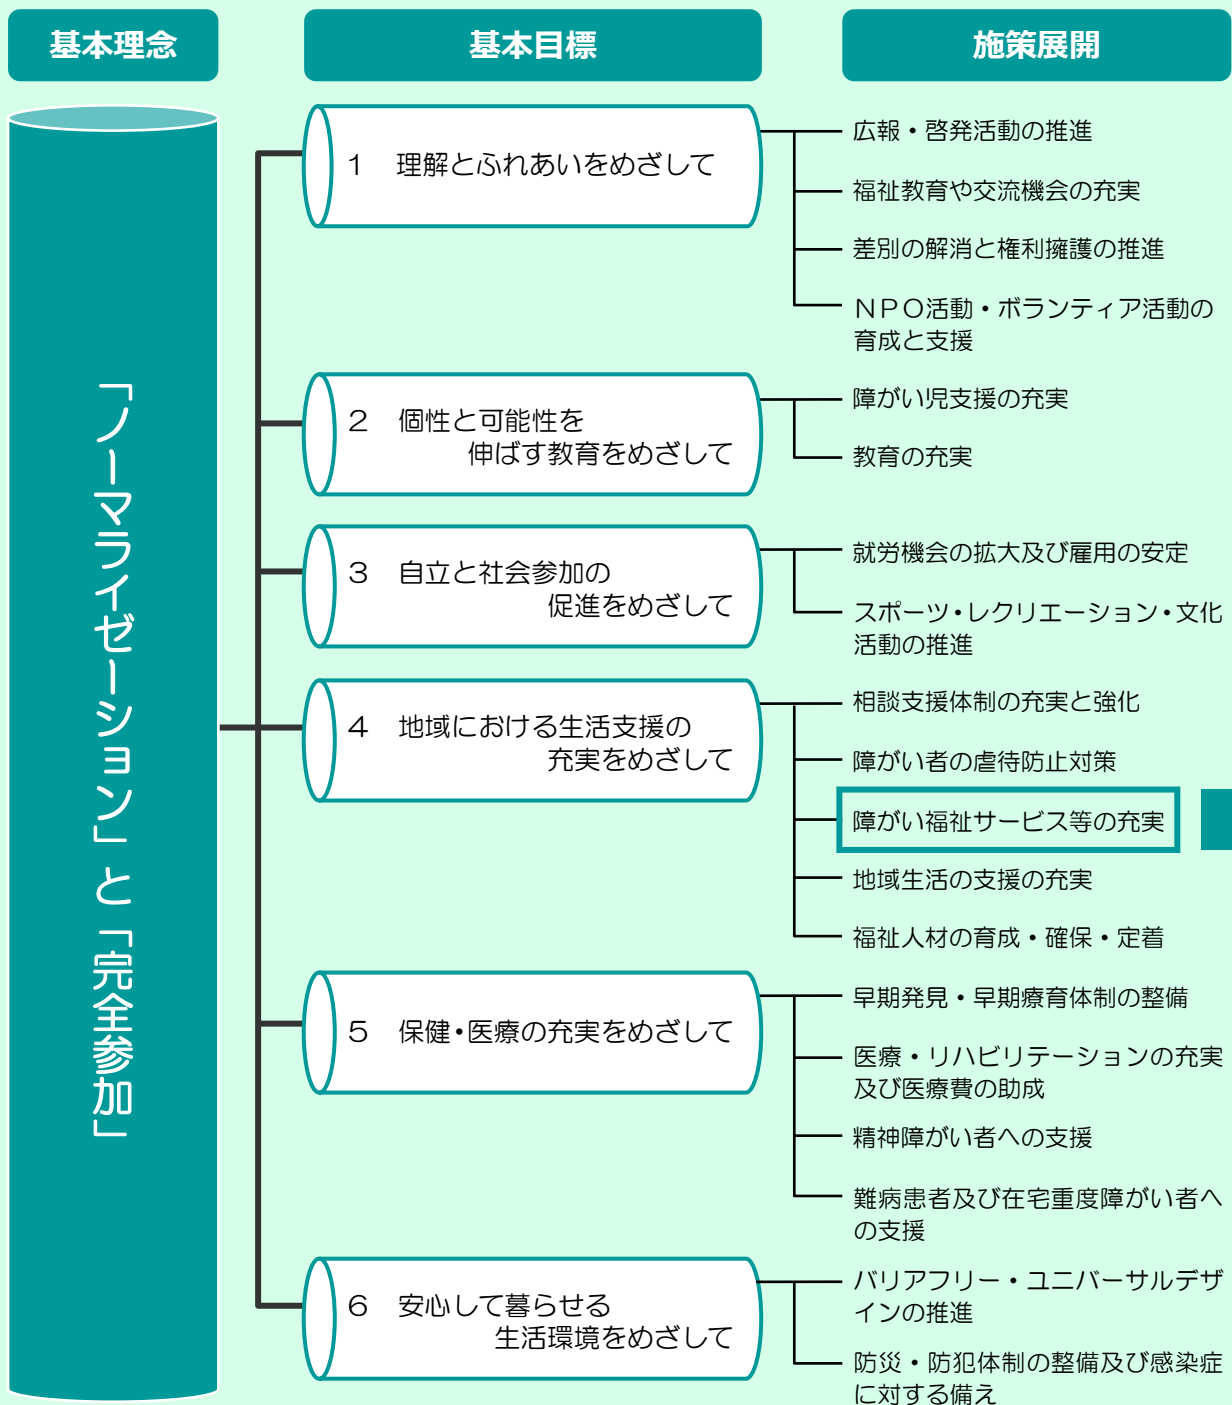 基本理念
基本目標
施策展開
「ノーマライゼーション」と「完全参加」
1 理解とふれあいをめざして
広報・啓発活動の推進
福祉教育や交流機会の充実
差別の解消と権利擁護の推進
ＮＰＯ活動・ボランティア活動の
育成と支援
2 個性と可能性を
伸ばす教育をめざして
障がい児支援の充実
教育の充実
3 自立と社会参加の
促進をめざして
就労機会の拡大及び雇用の安定
スポーツ・レクリエーション・文化
活動の推進
4 地域における生活支援の
充実をめざして
相談支援体制の充実と強化
障がい者の虐待防止対策
障がい福祉サービス等の充実
地域生活の支援の充実
福祉人材の育成・確保・定着
5 保健・医療の充実をめざして
早期発見・早期療育体制の整備
医療・リハビリテーションの充実
及び医療費の助成
精神障がい者への支援
難病患者及び在宅重度障がい者へ
の支援
6 安心して暮らせる
生活環境をめざして
バリアフリー・ユニバーサルデザ
インの推進
防災・防犯体制の整備及び感染症
に対する備え